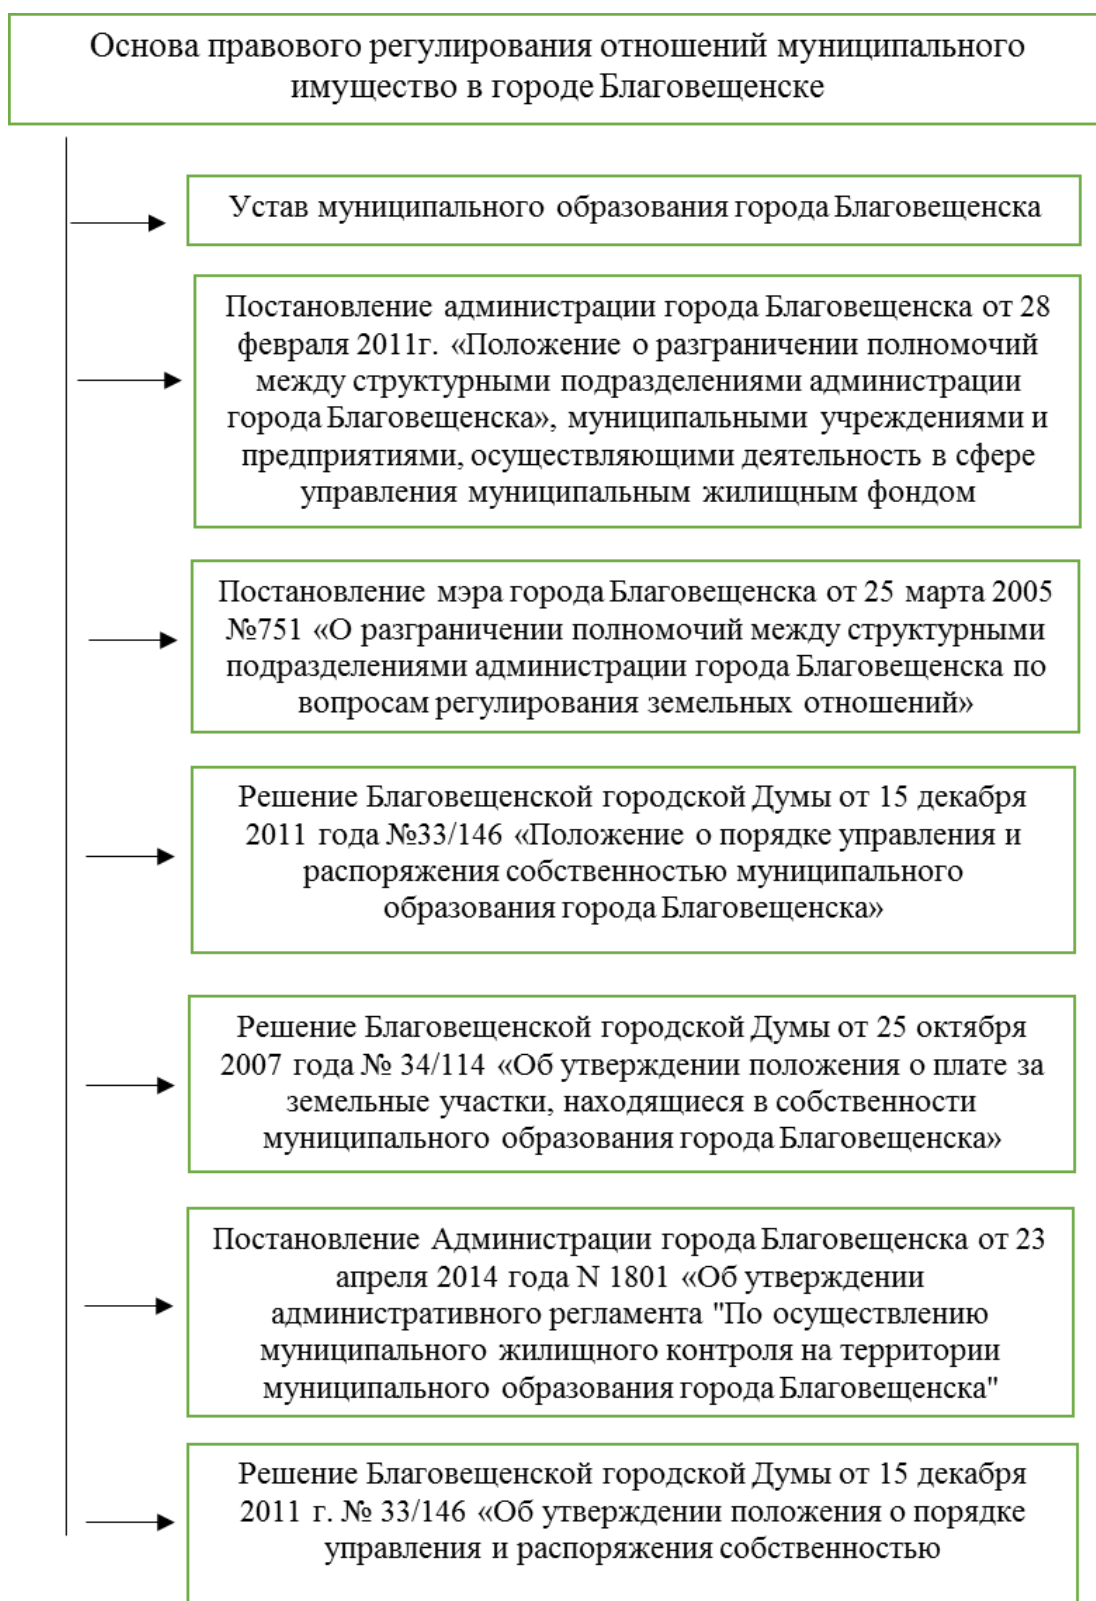 Основа правового регулирования отношений муниципального
имущество в городе Благовещенске
Устав муниципального образования города Благовещенска
Постановление администрации города Благовещенска от 28
февраля 2011г. «Положение о разграничении полномочий
между структурными подразделениями администрации
города Благовещенска», муниципальными учреждениями и
предприятиями, осуществляющими деятельность в сфере
управления муниципальным жилищным фондом
Постановление мэра города Благовещенска от 25 марта 2005
№751 «О разграничении полномочий между структурными
подразделениями администрации города Благовещенска по
вопросам регулирования земельных отношений»
Решение Благовещенской городской Думы от 15 декабря
2011 года №33/146 «Положение о порядке управления и
распоряжения собственностью муниципального
образования города Благовещенска»
Решение Благовещенской городской Думы от 25 октября
2007 года № 34/114 «Об утверждении положения о плате за
земельные участки, находящиеся в собственности
муниципального образования города Благовещенска»
Постановление Администрации города Благовещенска от 23
апреля 2014 года N 1801 «Об утверждении
административного регламента "По осуществлению
муниципального жилищного контроля на территории
муниципального образования города Благовещенска"
Решение Благовещенской городской Думы от 15 декабря
2011 г. № 33/146 «Об утверждении положения о порядке
управления и распоряжения собственностью